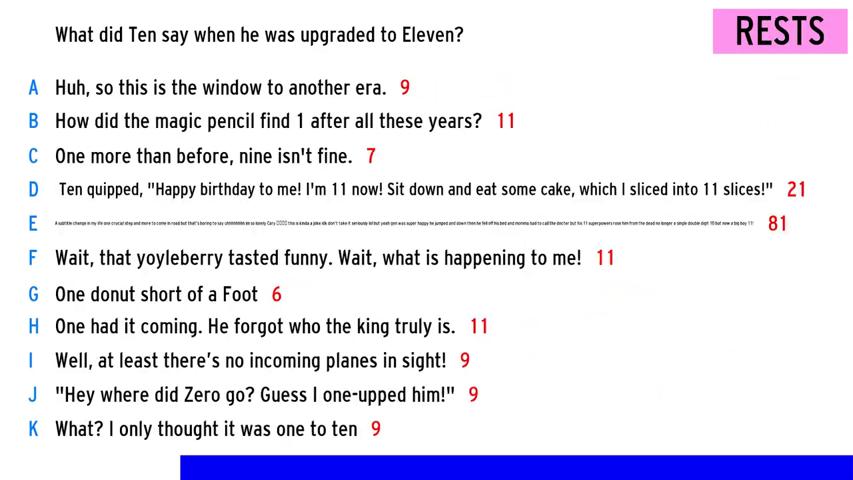 What did Ten say when he was upgraded to Eleven?
RESTS
A Huh, so this is the window to another era. 9
B How did the magic pencil find 1 after all these years? 11
C One more than before, nine isn't fine. 7
D Ten quipped, "Happy birthday to me! I'm 11 now! Sit down and eat some cake, which I sliced into 11 slices!" 21
E 81
F Wait, that yoyleberry tasted funny. Wait, what is happening to me! 11
G One donut short of a Foot 6
H One had it coming. He forgot who the king truly is. 11
I Well, at least there’s no incoming planes in sight! 9
J "Hey where did Zero go? Guess I one-upped him!" 9
K What? I only thought it was one to ten 9